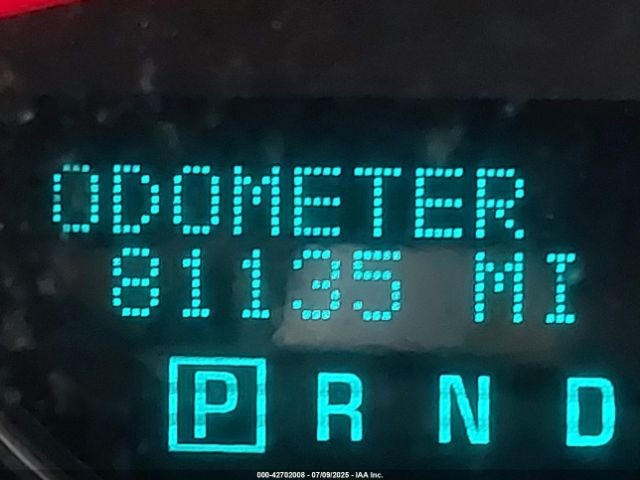 ODOMETER
81135 MI
P R N D
000-42702008 - 07/09/2025 - IAA Inc.